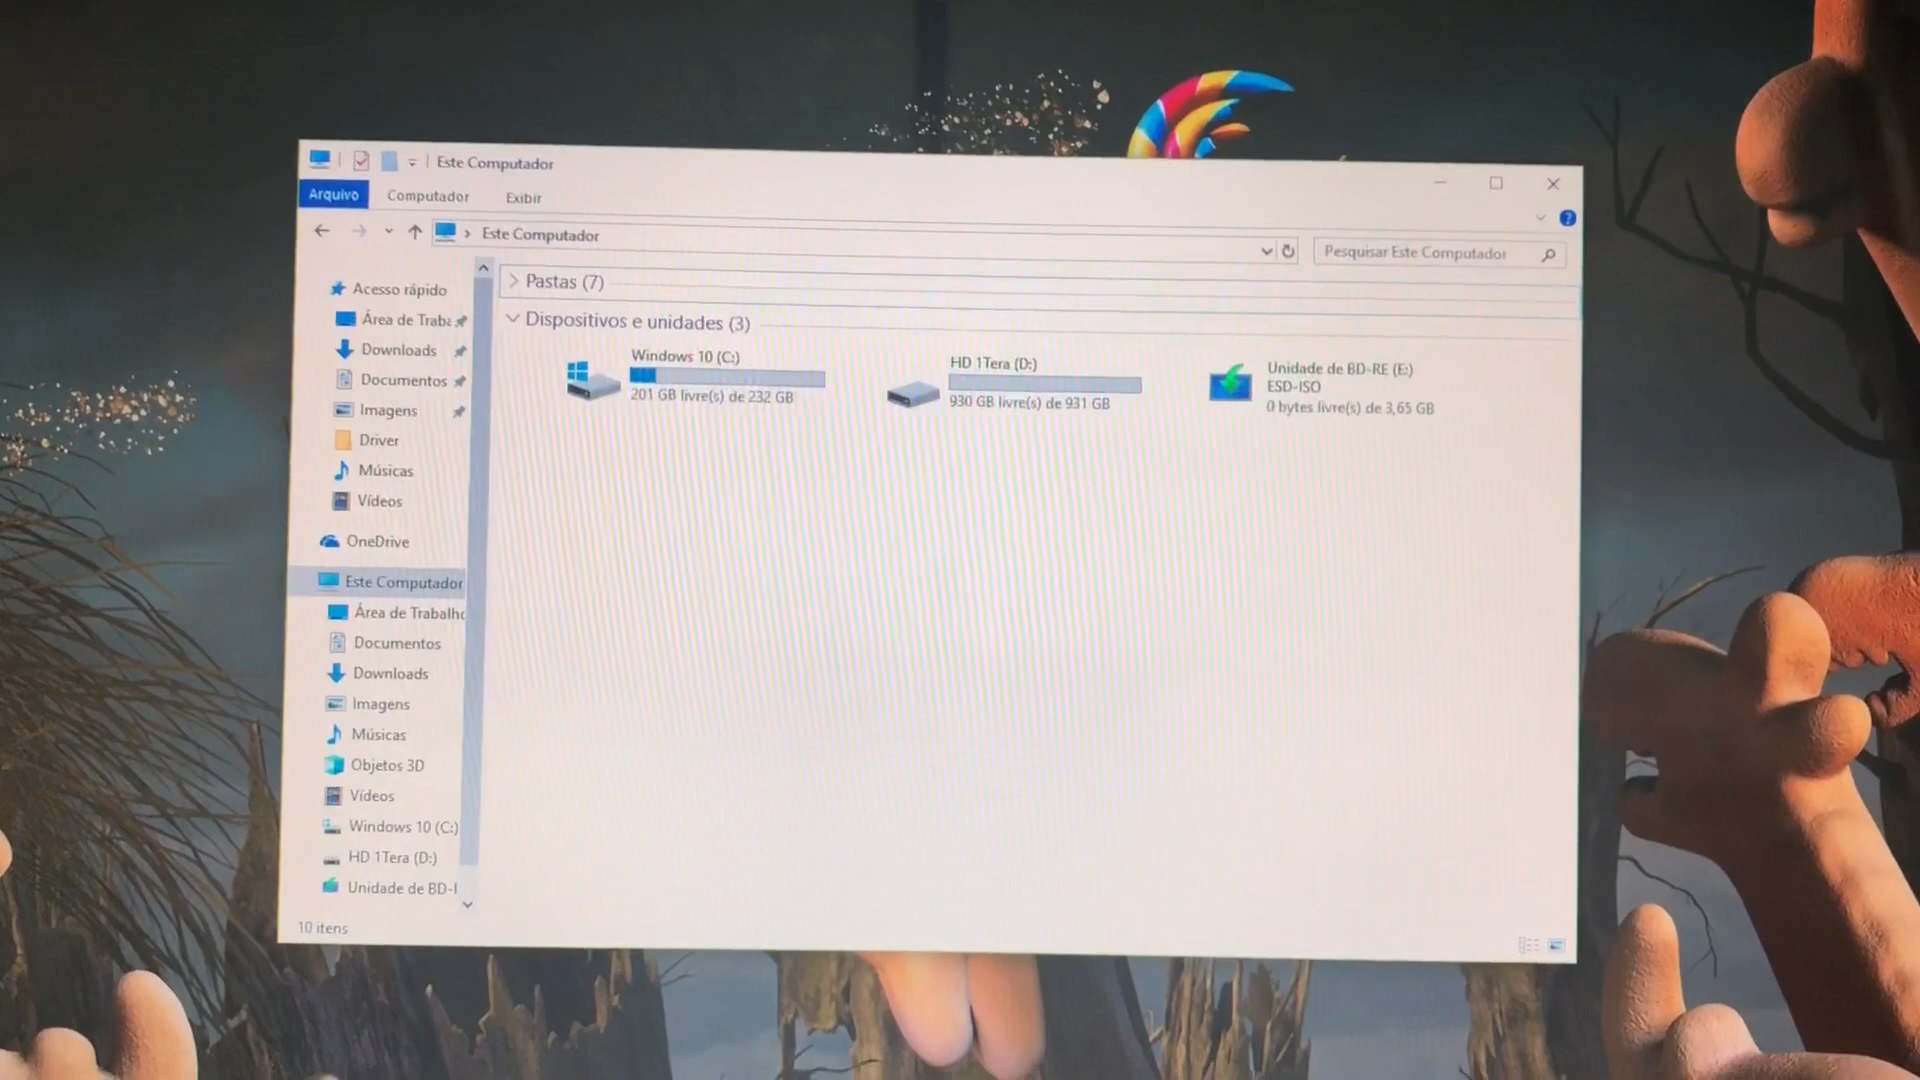 Este Computador
Arquivo
Computador
Exibir
Este Computador
Pesquisar Este Computador
Acesso rápido
Área de Traba
Downloads
Documentos
Imagens
Driver
Músicas
Vídeos
OneDrive
Este Computador
Área de Trabalho
Documentos
Downloads
Imagens
Músicas
Objetos 3D
Vídeos
Windows 10 (C:)
HD 1Tera (D:)
Unidade de BD-
Pastas (7)
Dispositivos e unidades (3)
Windows 10 (C:)
201 GB livre(s) de 232 GB
HD 1Tera (D:)
930 GB livre(s) de 931 GB
Unidade de BD-RE (E:)
ESD-ISO
0 bytes livre(s) de 3,65 GB
10 itens